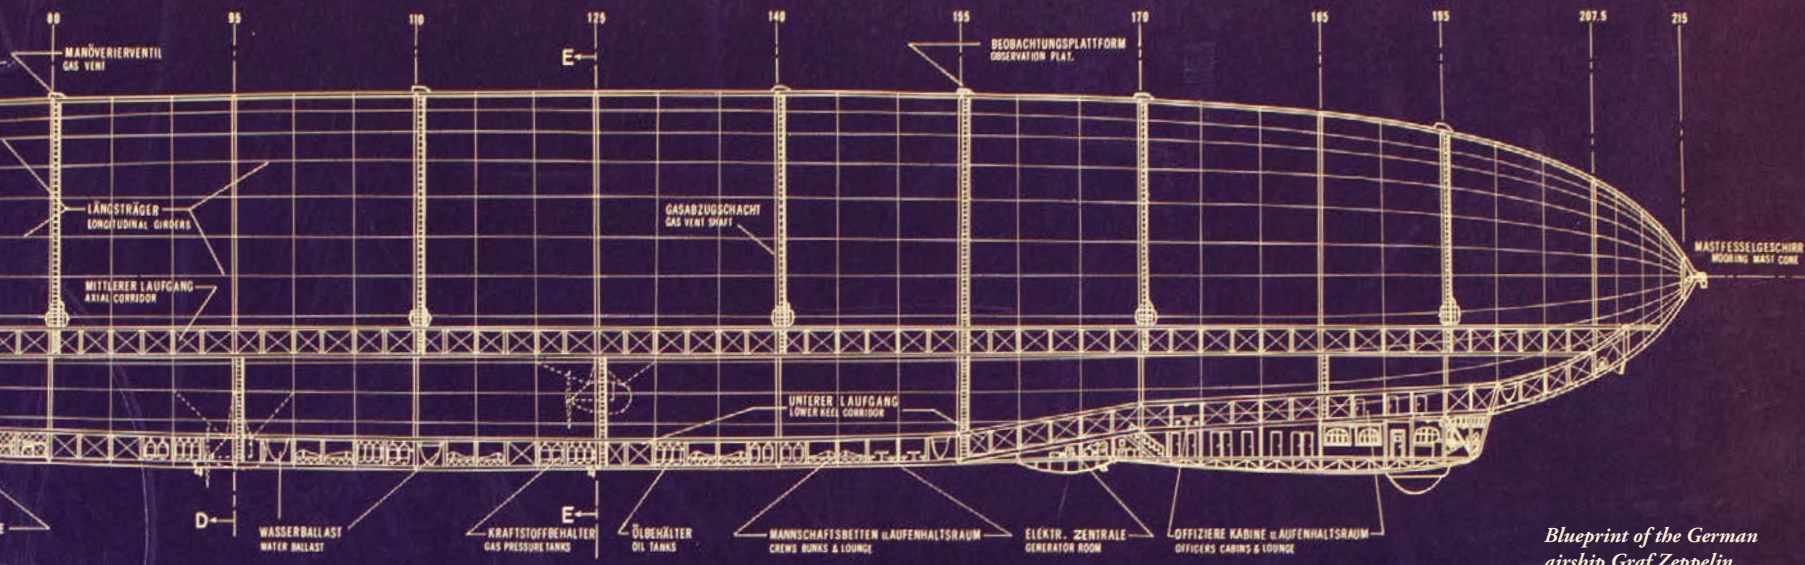 80 95 110 125 140 155 170 185 195 207.5 215
MANÖVERIERVENTIL
GAS VENT
E
BEOBACHTUNGSPLATTFORM
OBSERVATION PLAT.
LÄNGSTRÄGER
LONGITUDINAL GIRDERS
GASABZUGSCHACHT
GAS VENT SHAFT
MASTFESSELGESCHIRR
MOORING MAST CONE
MITTLERER LAUFGANG
AXIAL CORRIDOR
UNTERER LAUFGANG
LOWER KEEL CORRIDOR
D
E
WASSERBALLAST
WATER BALLAST
KRAFTSTOFFBEHÄLTER
GAS PRESSURE TANKS
ÖLBEHÄLTER
OIL TANKS
MANNSCHAFTSBETTEN u.AUFENHALTSRAUM
CREWS BUNKS & LOUNGE
ELEKTR. ZENTRALE
GENERATOR ROOM
OFFIZIERE KABINE u.AUFENHALTSRAUM
OFFICERS CABINS & LOUNGE
Blueprint of the German
airship Graf Zeppelin